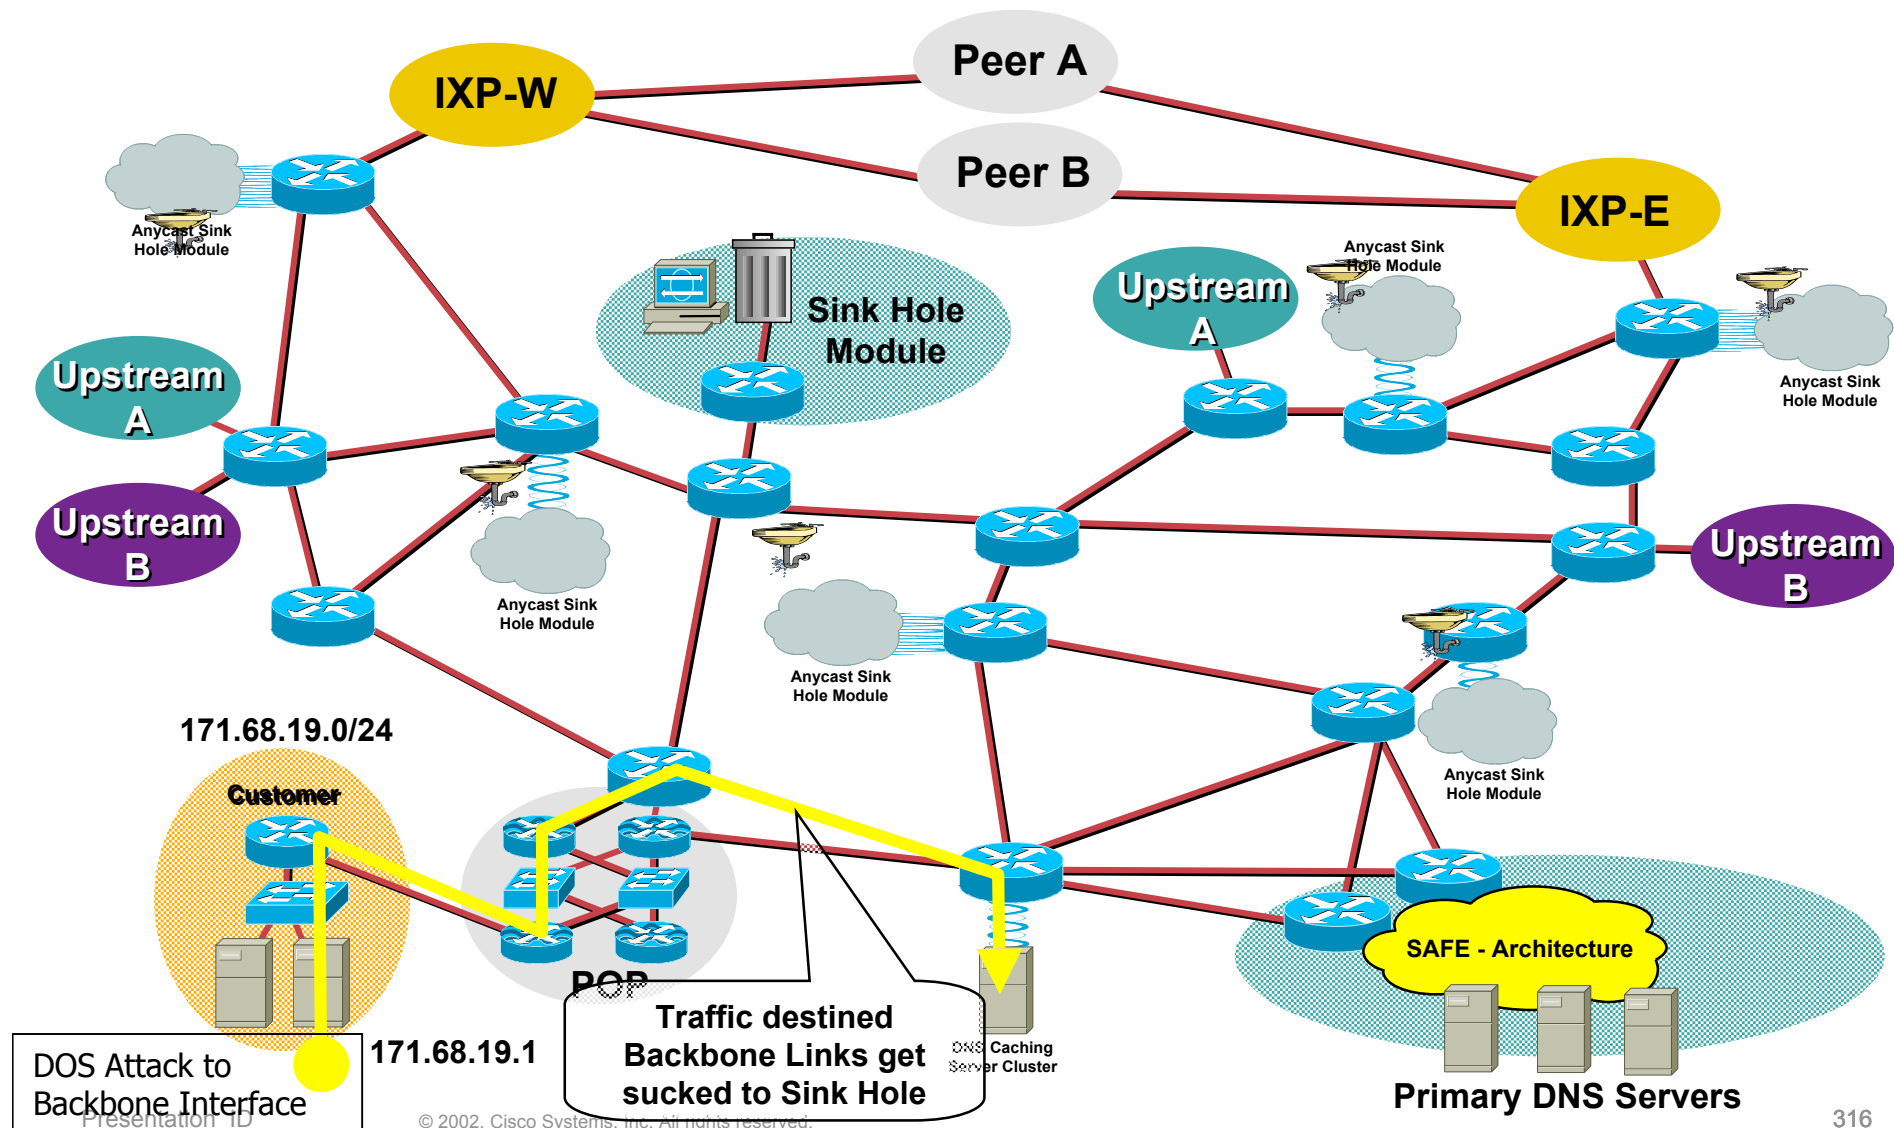 IXP-W
Peer A
Peer B
IXP-E
Anycast Sink
Hole Module
Sink Hole
Module
Upstream
A
Anycast Sink
Hole Module
Anycast Sink
Hole Module
Upstream
A
Upstream
B
Anycast Sink
Hole Module
Upstream
B
Anycast Sink
Hole Module
Anycast Sink
Hole Module
171.68.19.0/24
Customer
POP
SAFE - Architecture
171.68.19.1
DOS Attack to
Backbone Interface
Traffic destined
Backbone Links get
sucked to Sink Hole
DNS Caching
Server Cluster
Primary DNS Servers
Presentation_ID
© 2002, Cisco Systems, Inc. All rights reserved.
316